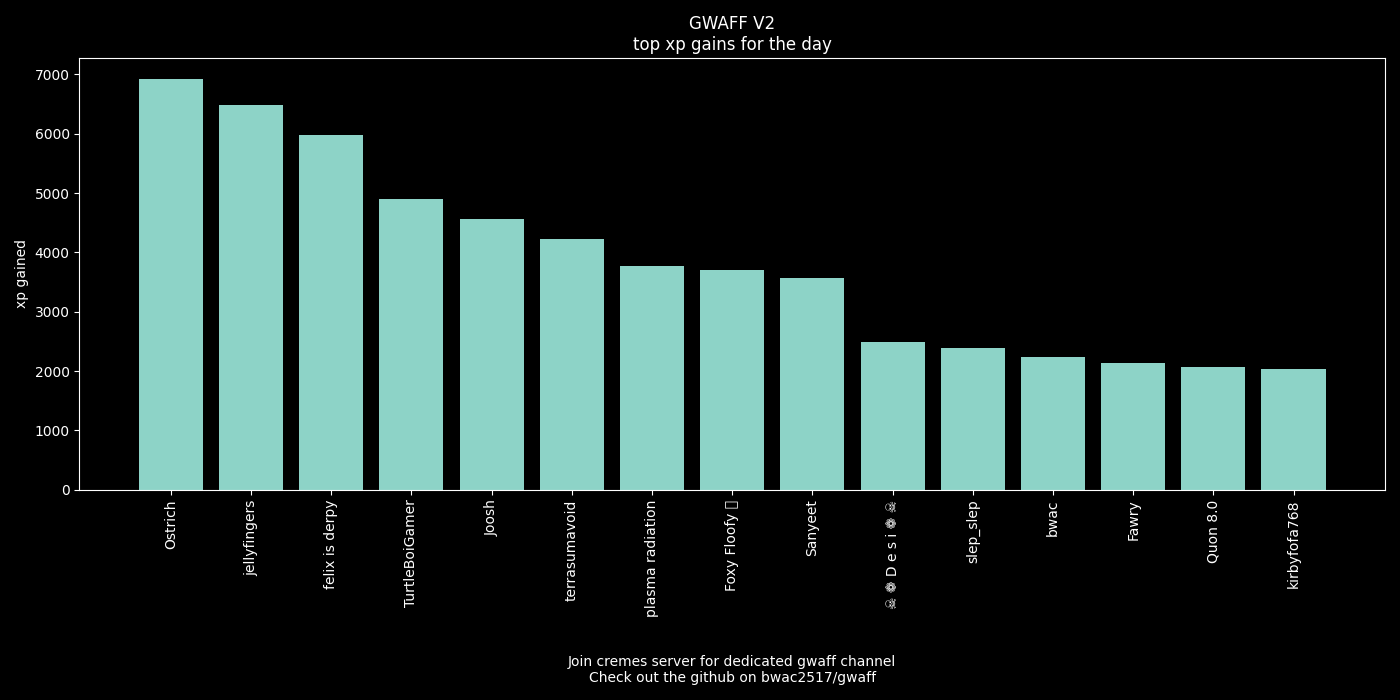 GWAFF V2
top xp gains for the day
7000
6000
5000
4000
3000
2000
1000
0
xp gained
Ostrich
jellyfingers
felix is derpy
TurtleBoiGamer
Joosh
terrasumavoid
plasma radiation
Foxy Floofy ▯
Sanyeet
☠ ❁ D e s i ❁ ☠
slep_slep
bwac
Fawry
Quon 8.0
kirbyfofa768
Join cremes server for dedicated gwaff channel
Check out the github on bwac2517/gwaff